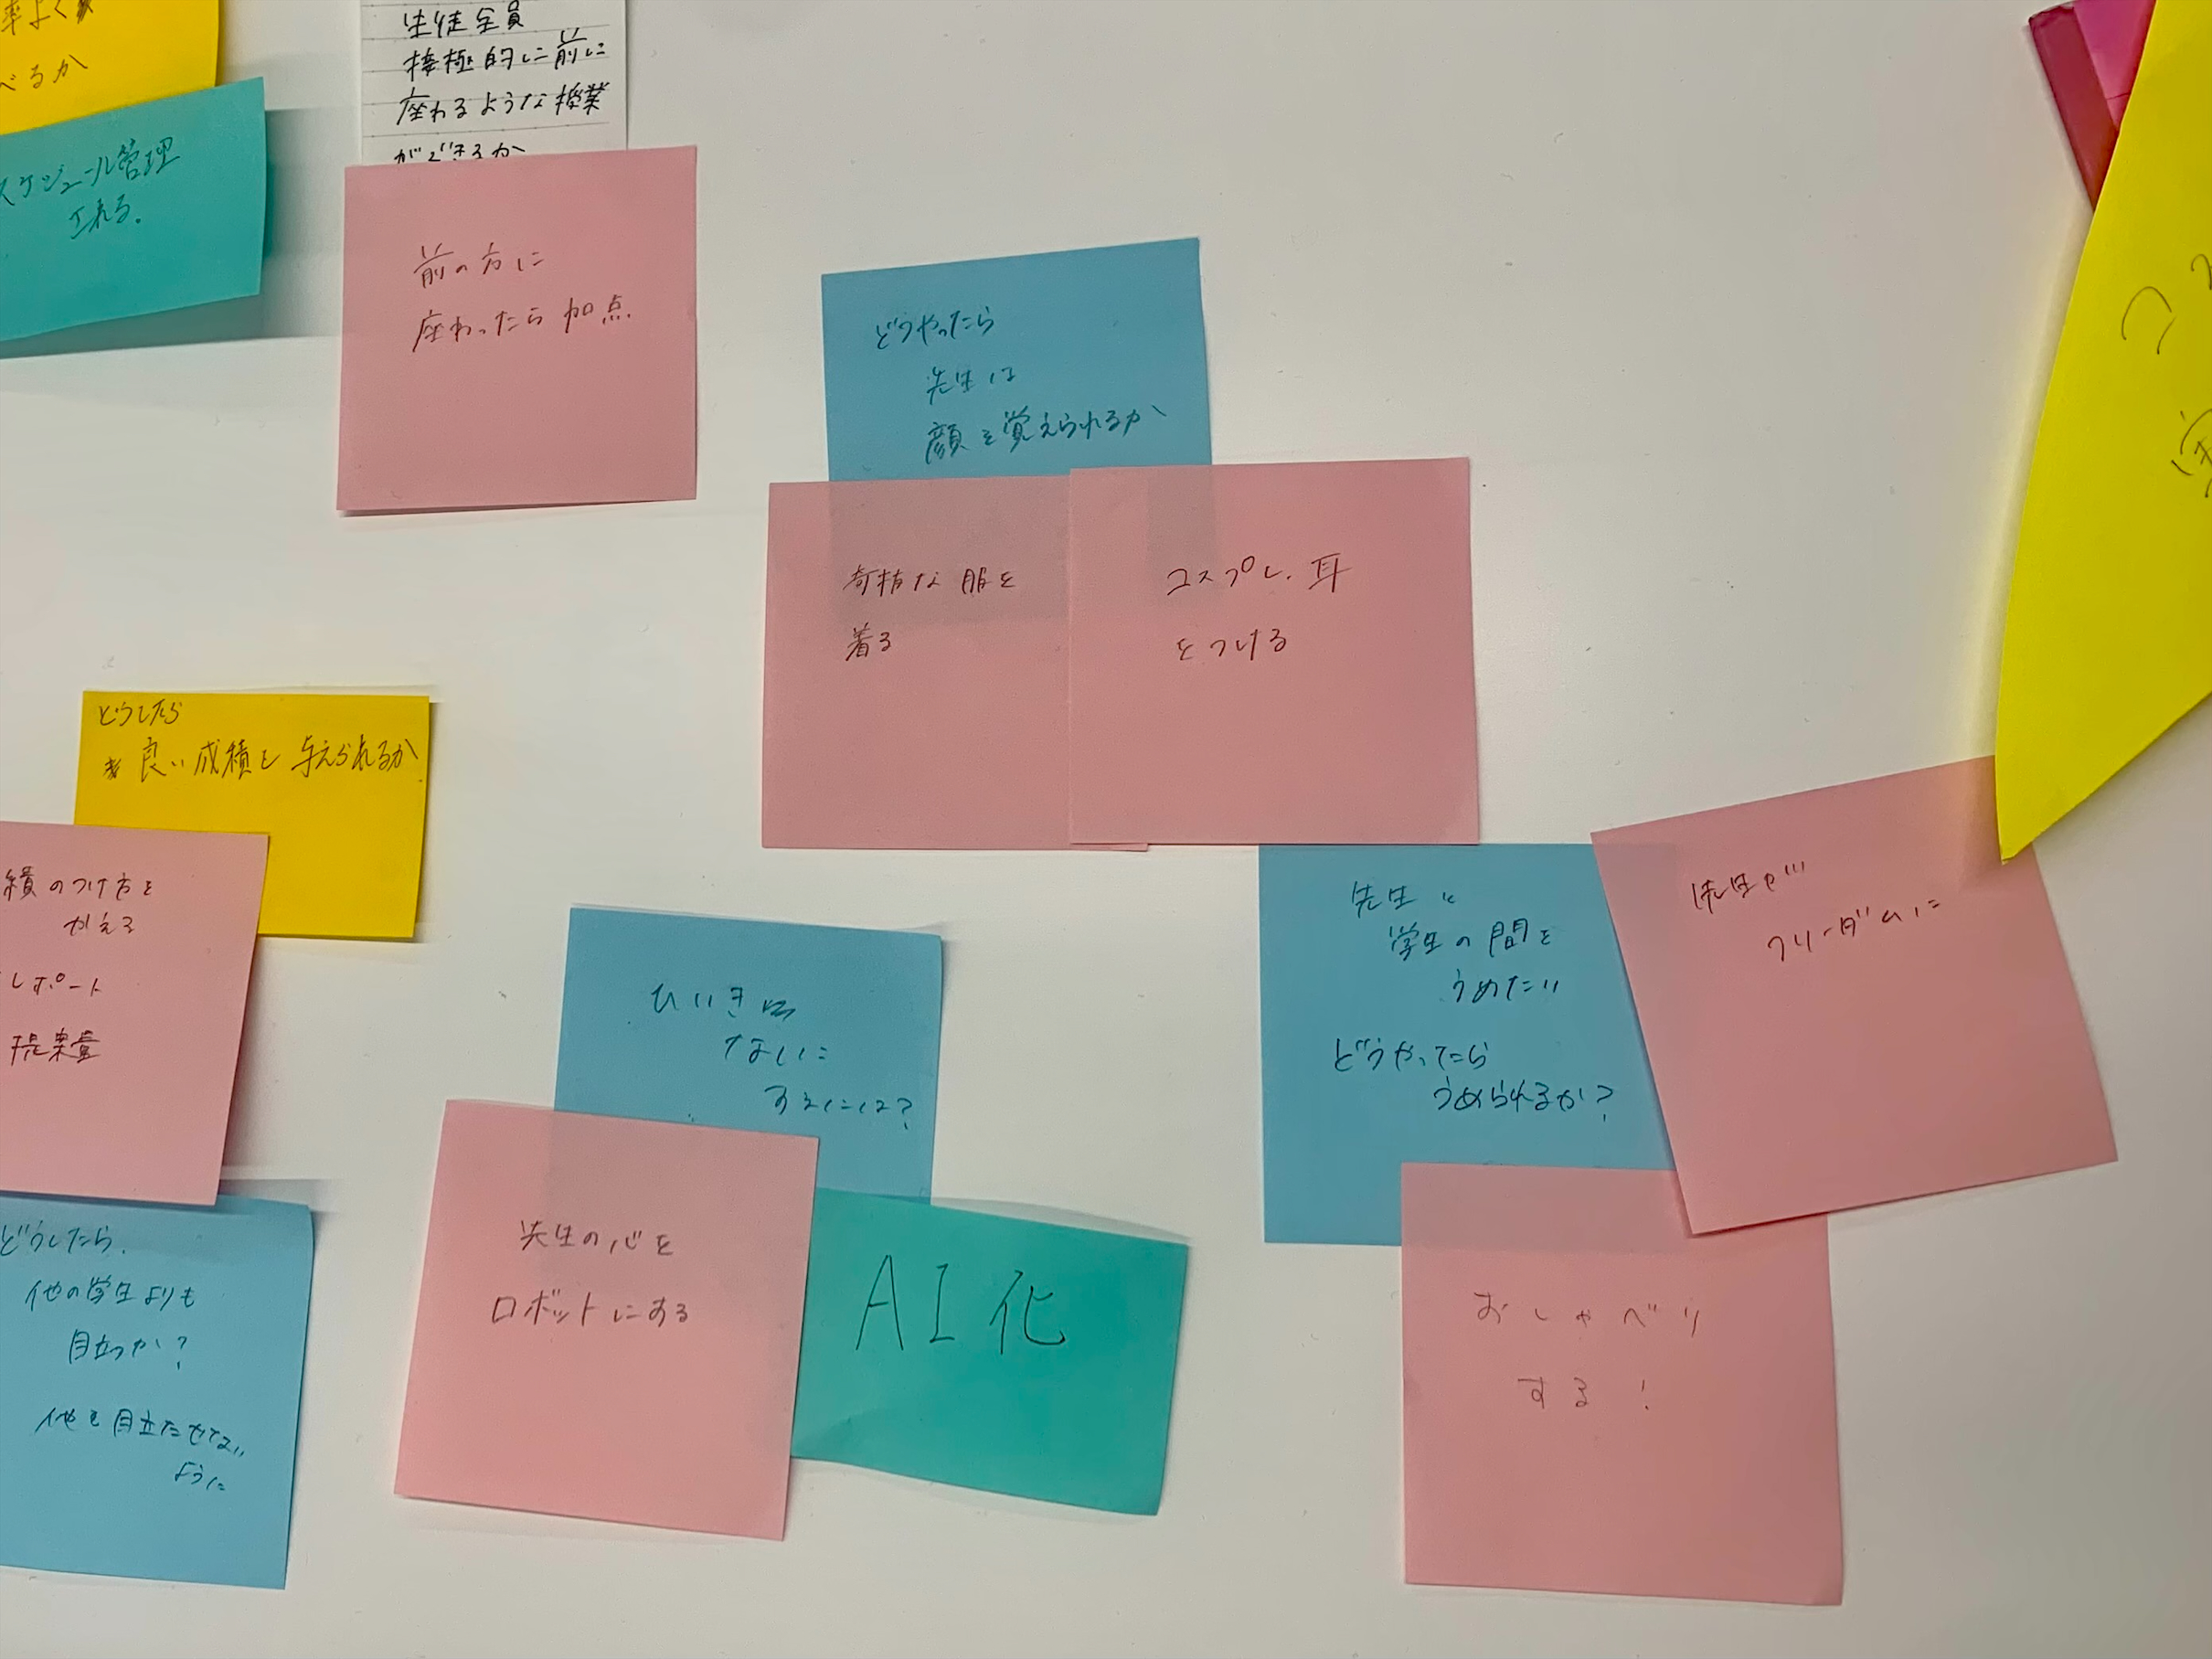 率よく
べるか
スケジュール管理
される。
生徒全員
積極的に前に
座わるような授業
ができるか
前の方に
座わったら加点
どうやったら
先生は
顔を覚えられるか
奇抜な服を
着る
コスプレ、耳
をつける
どうしたら
良い成績を与えられるか
績のつけ方を
かえる
レポート
提案量
どうしたら、
他の学生よりも
目立つか?
他を目立たせない
ように
ひいき
ないに
するには?
先生の心を
ロボットにする
AI化
先生と
学生の間を
うめたい
どうやったら
うめられるか?
先生が
フリーダムに
おしゃべり
する!